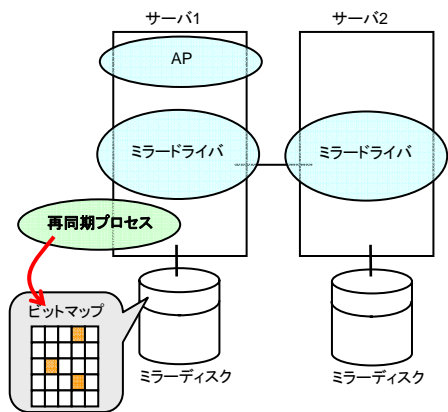 サーバ1
サーバ2
AP
ミラードライバ
ミラードライバ
再同期プロセス
ビットマップ
ミラーディスク
ミラーディスク